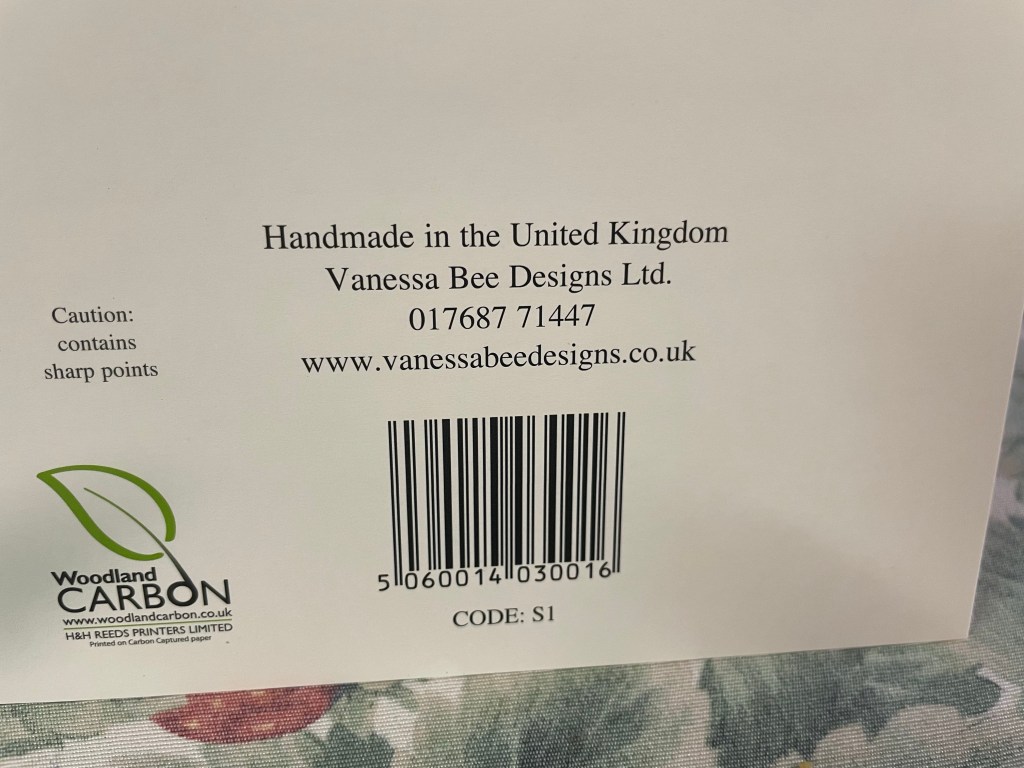 Handmade in the United Kingdom
Vanessa Bee Designs Ltd.
017687 71447
www.vanessabeedesigns.co.uk
Caution:
contains
sharp points
5 060014 030016
CODE: S1
Woodland
CARBON
www.woodlandcarbon.co.uk
H&H REEDS PRINTERS LIMITED
Printed on Carbon Captured paper